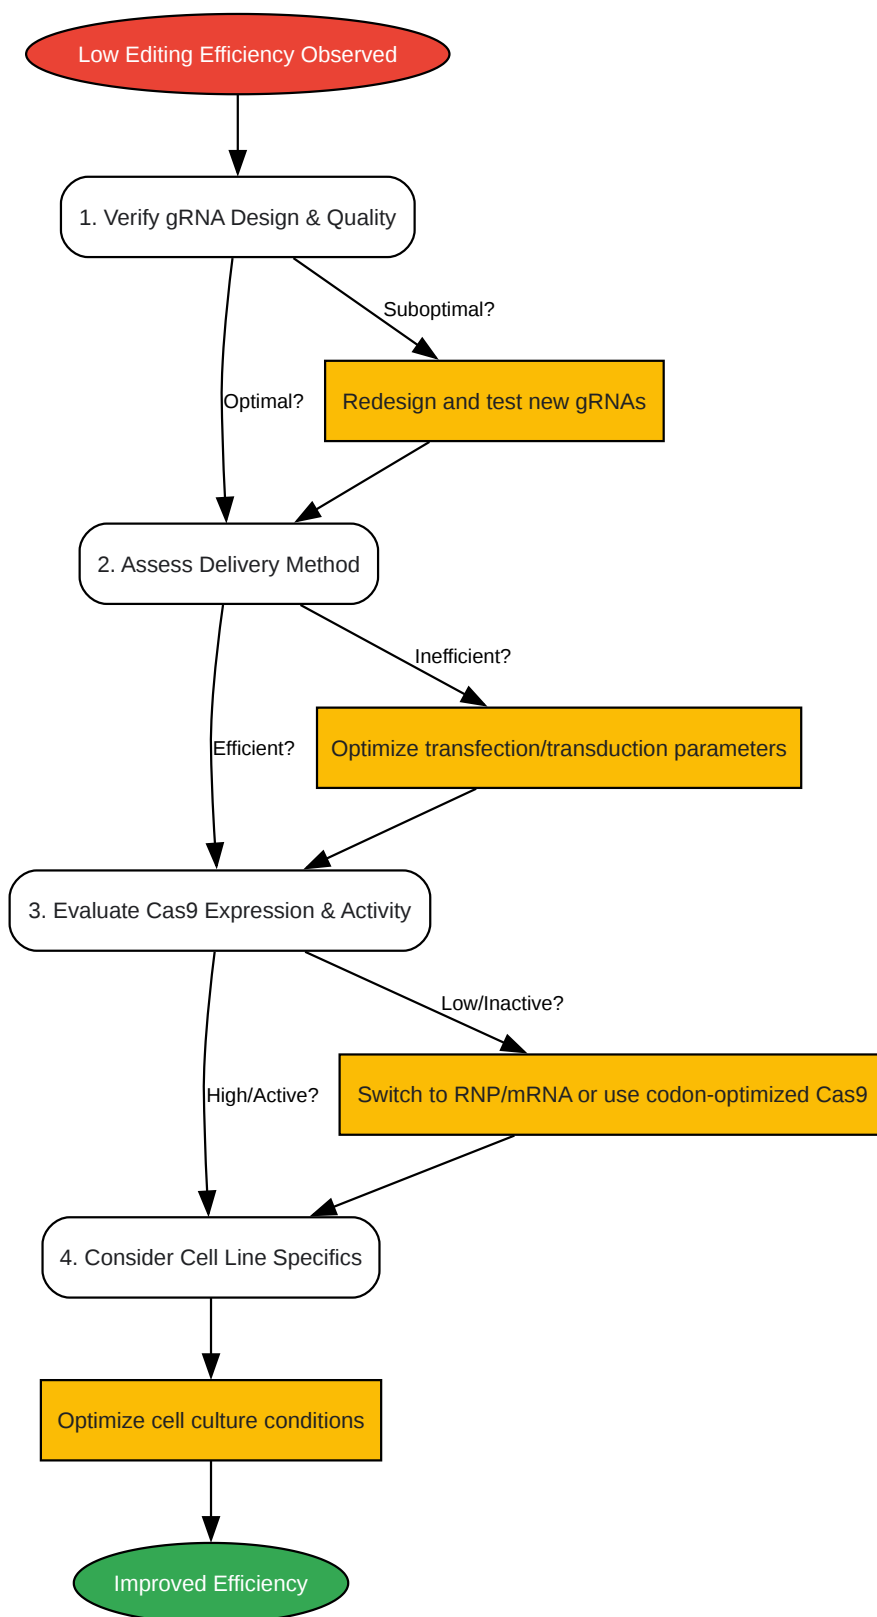 Low Editing Efficiency Observed
1. Verify gRNA Design & Quality
Suboptimal?
Optimal?
Redesign and test new gRNAs
2. Assess Delivery Method
Inefficient?
Efficient?
Optimize transfection/transduction parameters
3. Evaluate Cas9 Expression & Activity
Low/Inactive?
High/Active?
Switch to RNP/mRNA or use codon-optimized Cas9
4. Consider Cell Line Specifics
Optimize cell culture conditions
Improved Efficiency